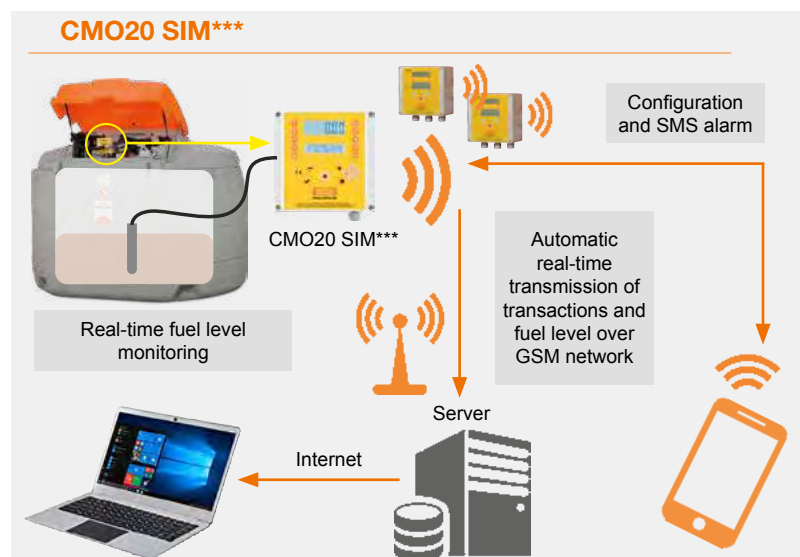 CMO20 SIM***
Configuration
and SMS alarm
CMO20 SIM***
Automatic
real-time
transmission of
transactions and
fuel level over
GSM network
Real-time fuel level
monitoring
Server
Internet